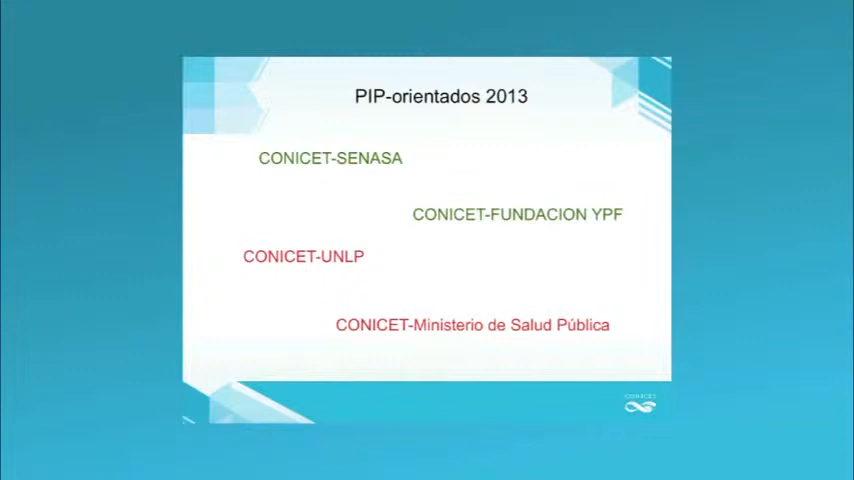 PIP-orientados 2013
CONICET-SENASA
CONICET-FUNDACION YPF
CONICET-UNLP
CONICET-Ministerio de Salud Pública
CONICET